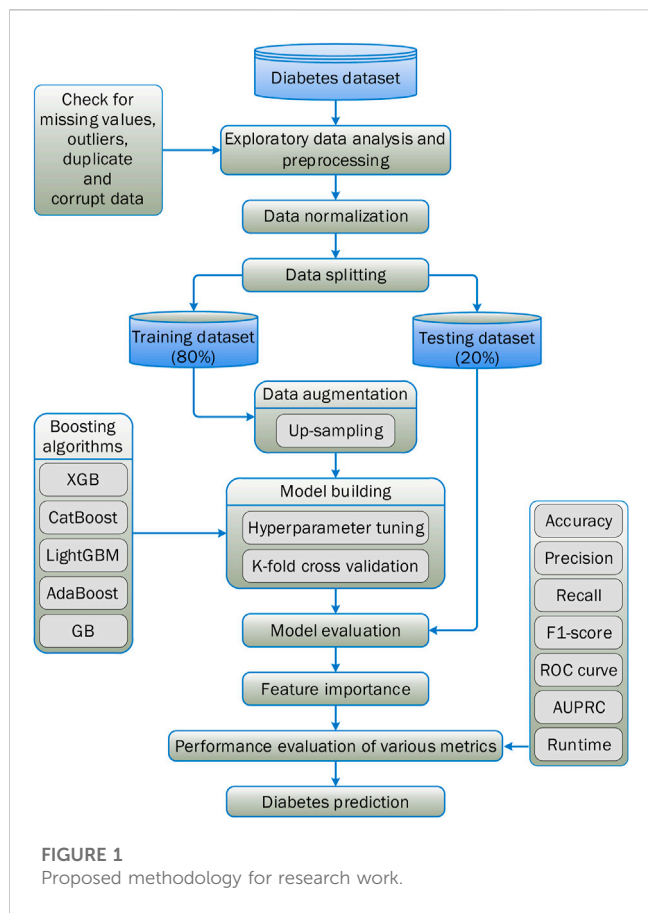 Diabetes dataset
Check for
missing values,
outliers,
duplicate
and
corrupt data
Exploratory data analysis and
preprocessing
Data normalization
Data splitting
Training dataset
(80%)
Testing dataset
(20%)
Data augmentation
Up-sampling
Boosting
algorithms
XGB
CatBoost
LightGBM
AdaBoost
GB
Model building
Hyperparameter tuning
K-fold cross validation
Accuracy
Precision
Recall
F1-score
ROC curve
AUPRC
Runtime
Model evaluation
Feature importance
Performance evaluation of various metrics
Diabetes prediction
FIGURE 1
Proposed methodology for research work.